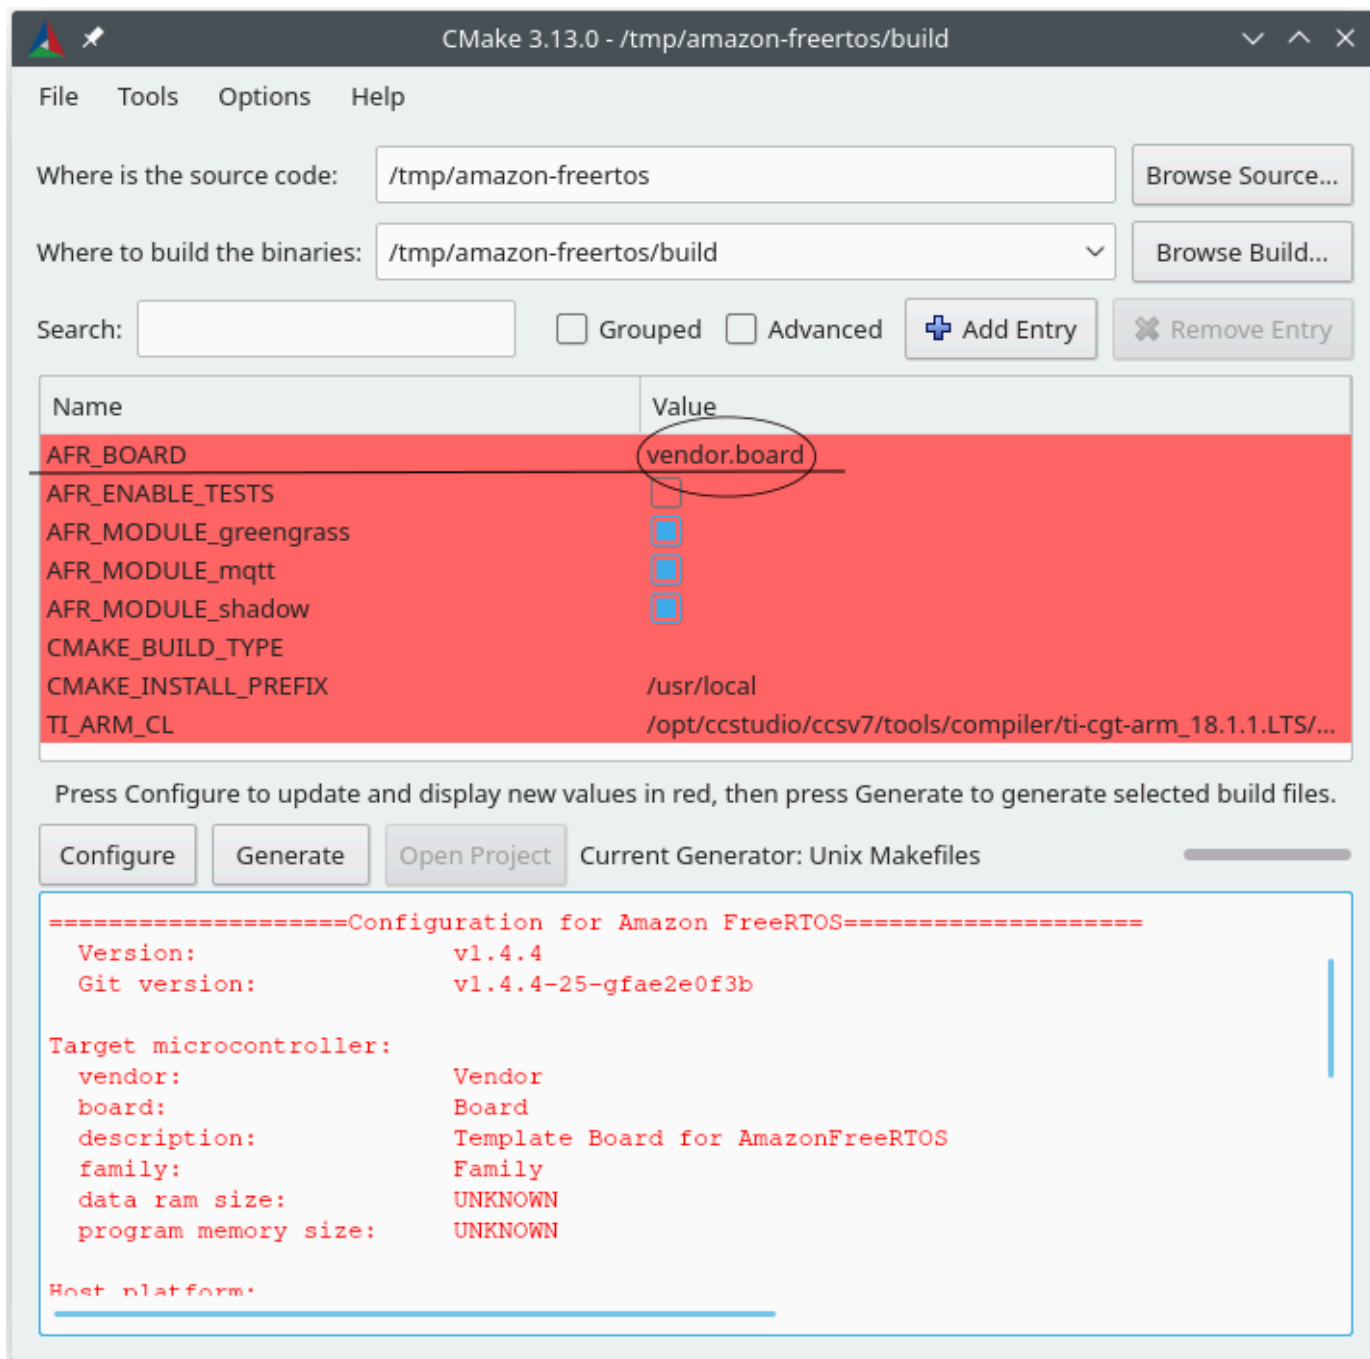 CMake 3.13.0 - /tmp/amazon-freertos/build
File Tools Options Help
Where is the source code: /tmp/amazon-freertos Browse Source...
Where to build the binaries: /tmp/amazon-freertos/build Browse Build...
Search: Grouped Advanced Add Entry Remove Entry
Name Value
AFR_BOARD vendor.board
AFR_ENABLE_TESTS
AFR_MODULE_greengrass
AFR_MODULE_mqtt
AFR_MODULE_shadow
CMAKE_BUILD_TYPE
CMAKE_INSTALL_PREFIX /usr/local
TI_ARM_CL /opt/ccstudio/ccsv7/tools/compiler/ti-cgt-arm_18.1.1.LTS/...
Press Configure to update and display new values in red, then press Generate to generate selected build files.
Configure Generate Open Project Current Generator: Unix Makefiles
====================Configuration for Amazon FreeRTOS====================
Version: v1.4.4
Git version: v1.4.4-25-gfae2e0f3b
Target microcontroller:
vendor: Vendor
board: Board
description: Template Board for AmazonFreeRTOS
family: Family
data ram size: UNKNOWN
program memory size: UNKNOWN
Host platform: